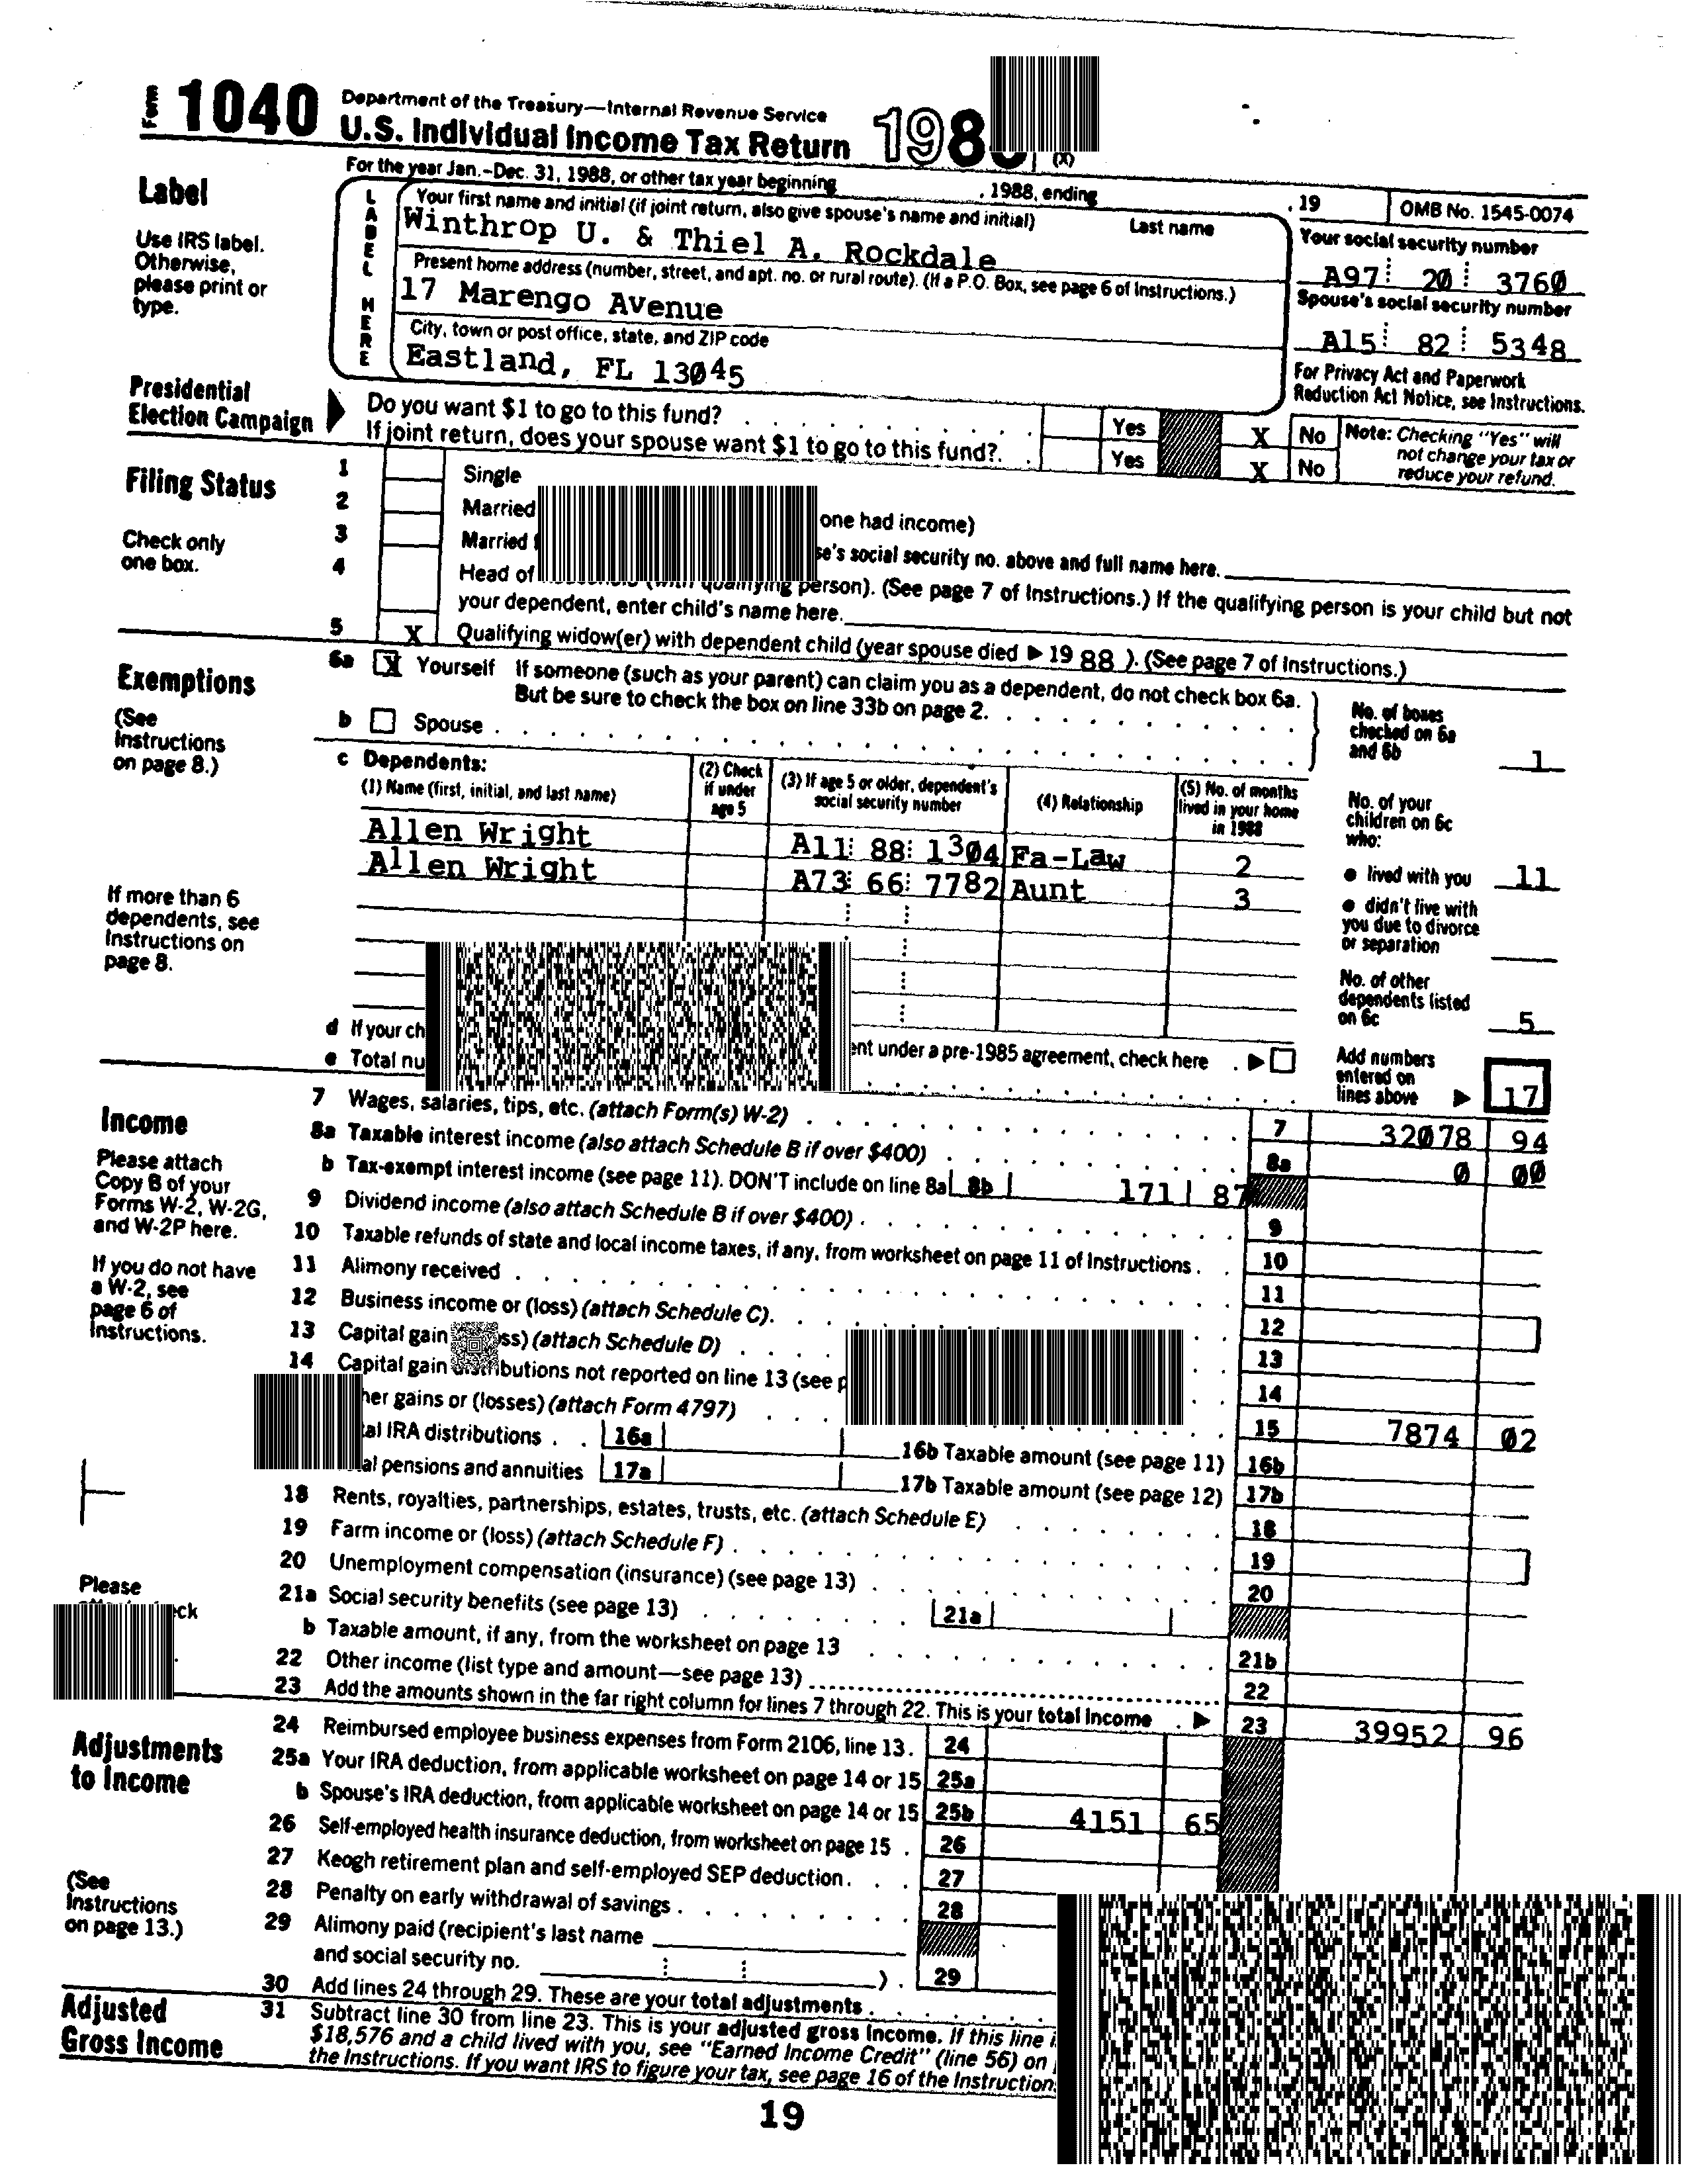 Form 1040 Department of the Treasury—Internal Revenue Service
U.S. Individual Income Tax Return 198 (X)
For the year Jan.–Dec. 31, 1988, or other tax year beginning , 1988, ending , 19 OMB No. 1545-0074
Label
Use IRS label.
Otherwise,
please print or
type.
LABEL HERE
Your first name and initial (if joint return, also give spouse's name and initial) Last name
Winthrop U. & Thiel A. Rockdale
Your social security number
A97 20 3760
Present home address (number, street, and apt. no. or rural route). (If a P.O. Box, see page 6 of Instructions.)
17 Marengo Avenue
Spouse's social security number
A15 82 5348
City, town or post office, state, and ZIP code
Eastland, FL 13045
For Privacy Act and Paperwork
Reduction Act Notice, see Instructions.
Presidential
Election Campaign
Do you want $1 to go to this fund? Yes X No
If joint return, does your spouse want $1 to go to this fund? Yes X No
Note: Checking "Yes" will
not change your tax or
reduce your refund.
Filing Status
Check only
one box.
1 Single
2 Married one had income)
3 Married se's social security no. above and full name here.
4 Head of (with qualifying person). (See page 7 of Instructions.) If the qualifying person is your child but not
your dependent, enter child's name here.
5 X Qualifying widow(er) with dependent child (year spouse died ▶ 19 88 ). (See page 7 of Instructions.)
Exemptions
(See
Instructions
on page 8.)
6a X Yourself If someone (such as your parent) can claim you as a dependent, do not check box 6a.
But be sure to check the box on line 33b on page 2.
b Spouse
No. of boxes
checked on 6a
and 6b 1
c Dependents:
(1) Name (first, initial, and last name)
(2) Check
if under
age 5
(3) If age 5 or older, dependent's
social security number
(4) Relationship
(5) No. of months
lived in your home
in 1988
Allen Wright A11 88 1304 Fa-Law 2
Allen Wright A73 66 7782 Aunt 3
No. of your
children on 6c
who:
● lived with you 11
● didn't live with
you due to divorce
or separation
No. of other
dependents listed
on 6c 5
If more than 6
dependents, see
Instructions on
page 8.
d If your ch ent under a pre-1985 agreement, check here ▶
e Total nu
Add numbers
entered on
lines above ▶ 17
Income
Please attach
Copy B of your
Forms W-2, W-2G,
and W-2P here.
If you do not have
a W-2, see
page 6 of
Instructions.
Please
ck
7 Wages, salaries, tips, etc. (attach Form(s) W-2) 7 32078 94
8a Taxable interest income (also attach Schedule B if over $400) 8a 0 00
b Tax-exempt interest income (see page 11). DON'T include on line 8a 8b 171 87
9 Dividend income (also attach Schedule B if over $400) 9
10 Taxable refunds of state and local income taxes, if any, from worksheet on page 11 of Instructions 10
11 Alimony received 11
12 Business income or (loss) (attach Schedule C) 12
13 Capital gain ss) (attach Schedule D) 13
14 Capital gain butions not reported on line 13 (see p 14
her gains or (losses) (attach Form 4797) 15 7874 02
tal IRA distributions 16a 16b Taxable amount (see page 11) 16b
al pensions and annuities 17a 17b Taxable amount (see page 12) 17b
18 Rents, royalties, partnerships, estates, trusts, etc. (attach Schedule E) 18
19 Farm income or (loss) (attach Schedule F) 19
20 Unemployment compensation (insurance) (see page 13) 20
21a Social security benefits (see page 13) 21a
b Taxable amount, if any, from the worksheet on page 13 21b
22 Other income (list type and amount—see page 13) 22
23 Add the amounts shown in the far right column for lines 7 through 22. This is your total income ▶ 23 39952 96
Adjustments
to Income
(See
Instructions
on page 13.)
24 Reimbursed employee business expenses from Form 2106, line 13. 24
25a Your IRA deduction, from applicable worksheet on page 14 or 15 25a
b Spouse's IRA deduction, from applicable worksheet on page 14 or 15 25b 4151 65
26 Self-employed health insurance deduction, from worksheet on page 15 26
27 Keogh retirement plan and self-employed SEP deduction 27
28 Penalty on early withdrawal of savings 28
29 Alimony paid (recipient's last name
and social security no. ) 29
30 Add lines 24 through 29. These are your total adjustments
Adjusted
Gross Income
31 Subtract line 30 from line 23. This is your adjusted gross income. If this line i
$18,576 and a child lived with you, see "Earned Income Credit" (line 56) on
the Instructions. If you want IRS to figure your tax, see page 16 of the Instruction
19